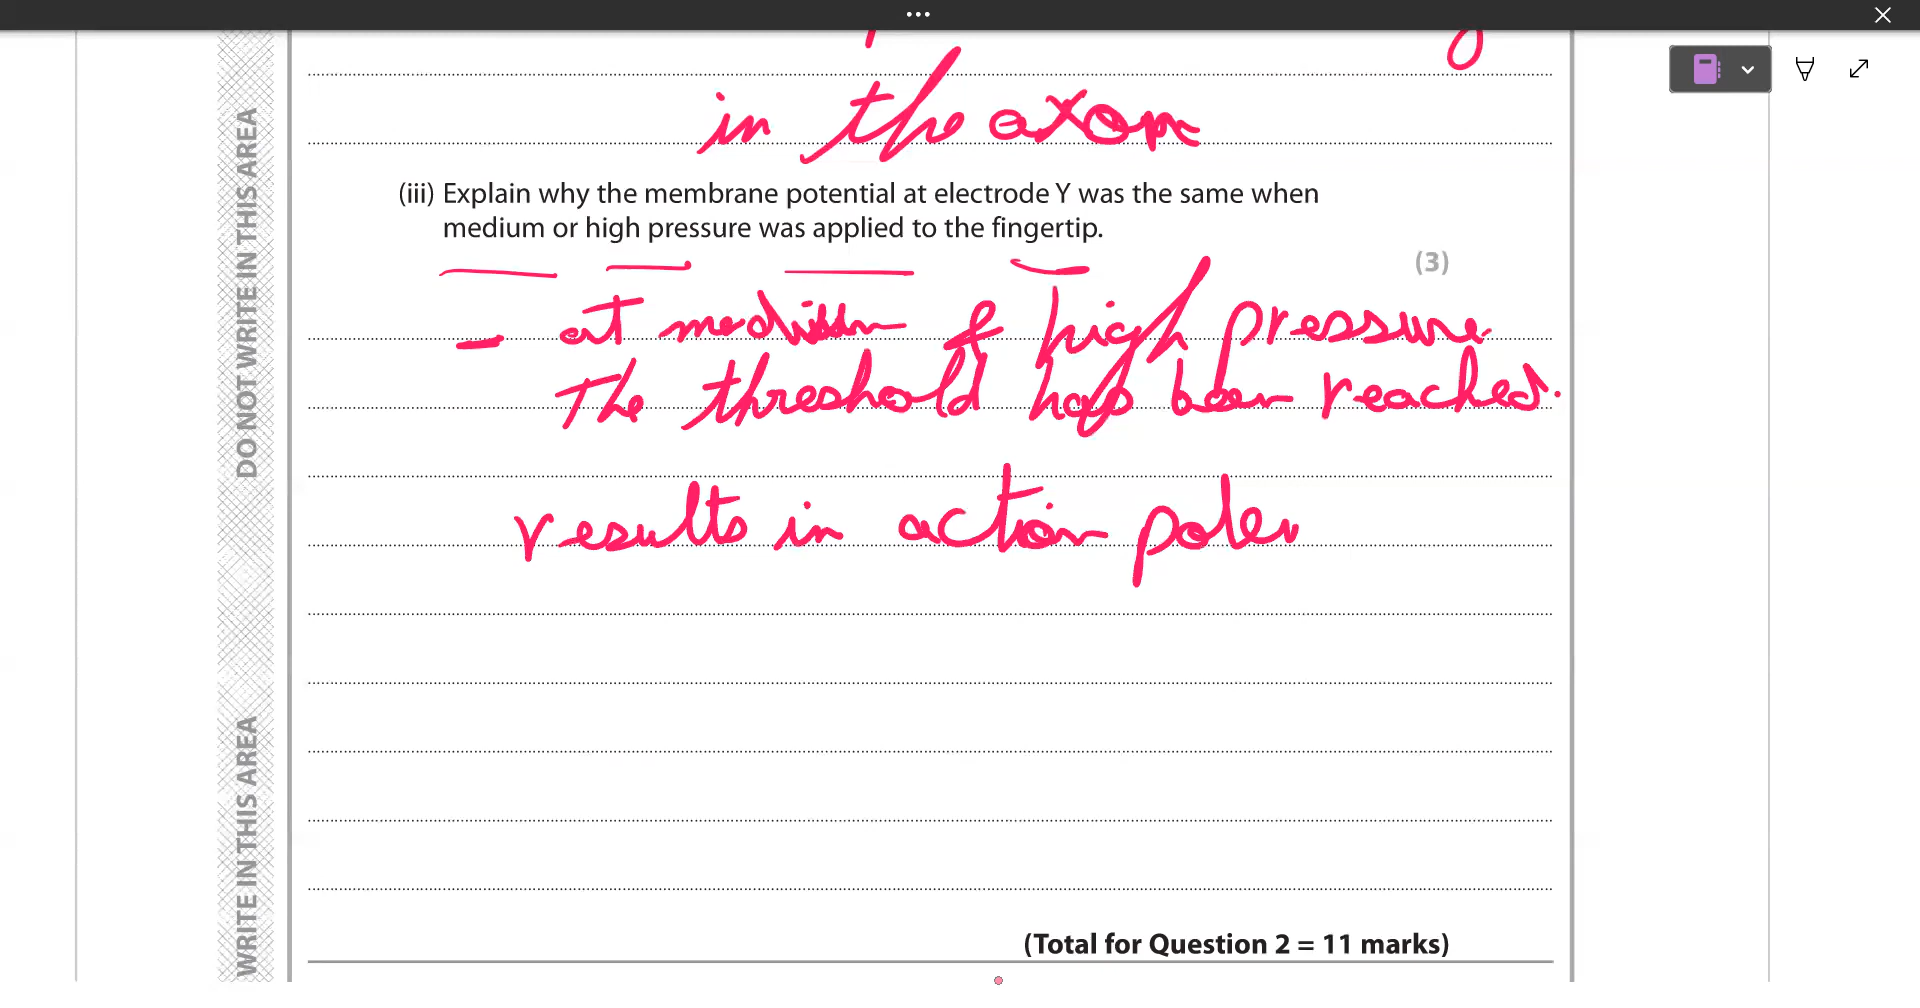 in the axon
(iii) Explain why the membrane potential at electrode Y was the same when
medium or high pressure was applied to the fingertip.
(3)
- at medium & high pressure
The threshold has been reached.
results in action poten
(Total for Question 2 = 11 marks)
DO NOT WRITE IN THIS AREA
WRITE IN THIS AREA